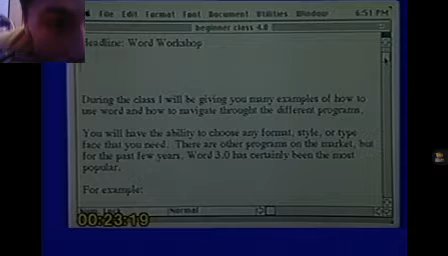 File Edit Format Font Document Utilities Window 6:51 PM
beginner class 4.0
Headline: Word Workshop
During the class I will be giving you many examples of how to
use word and how to navigate throught the different programs.
You will have the ability to choose any format, style, or type
face that you need. There are other programs on the market, but
for the past few years, Word 3.0 has certainly been the most
popular.
For example:
Num Lock Normal
00:23:19